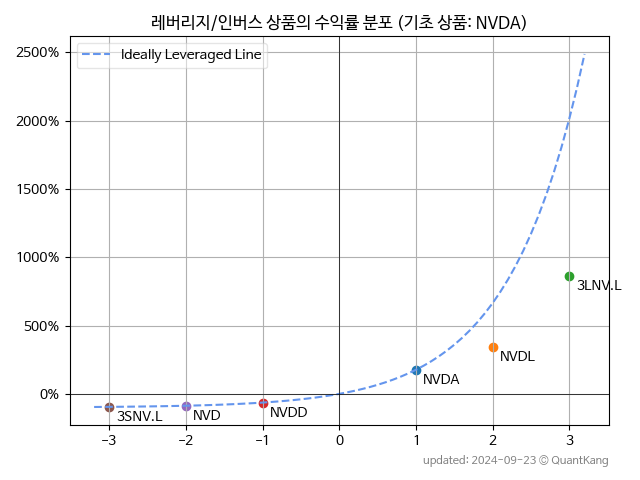 레버리지/인버스 상품의 수익률 분포 (기초 상품: NVDA)
2500%
Ideally Leveraged Line
2000%
1500%
1000%
3LNV.L
500%
NVDL
NVDA
0%
3SNV.L
NVD
NVDD
−3 −2 −1 0 1 2 3
updated: 2024-09-23 © QuantKang